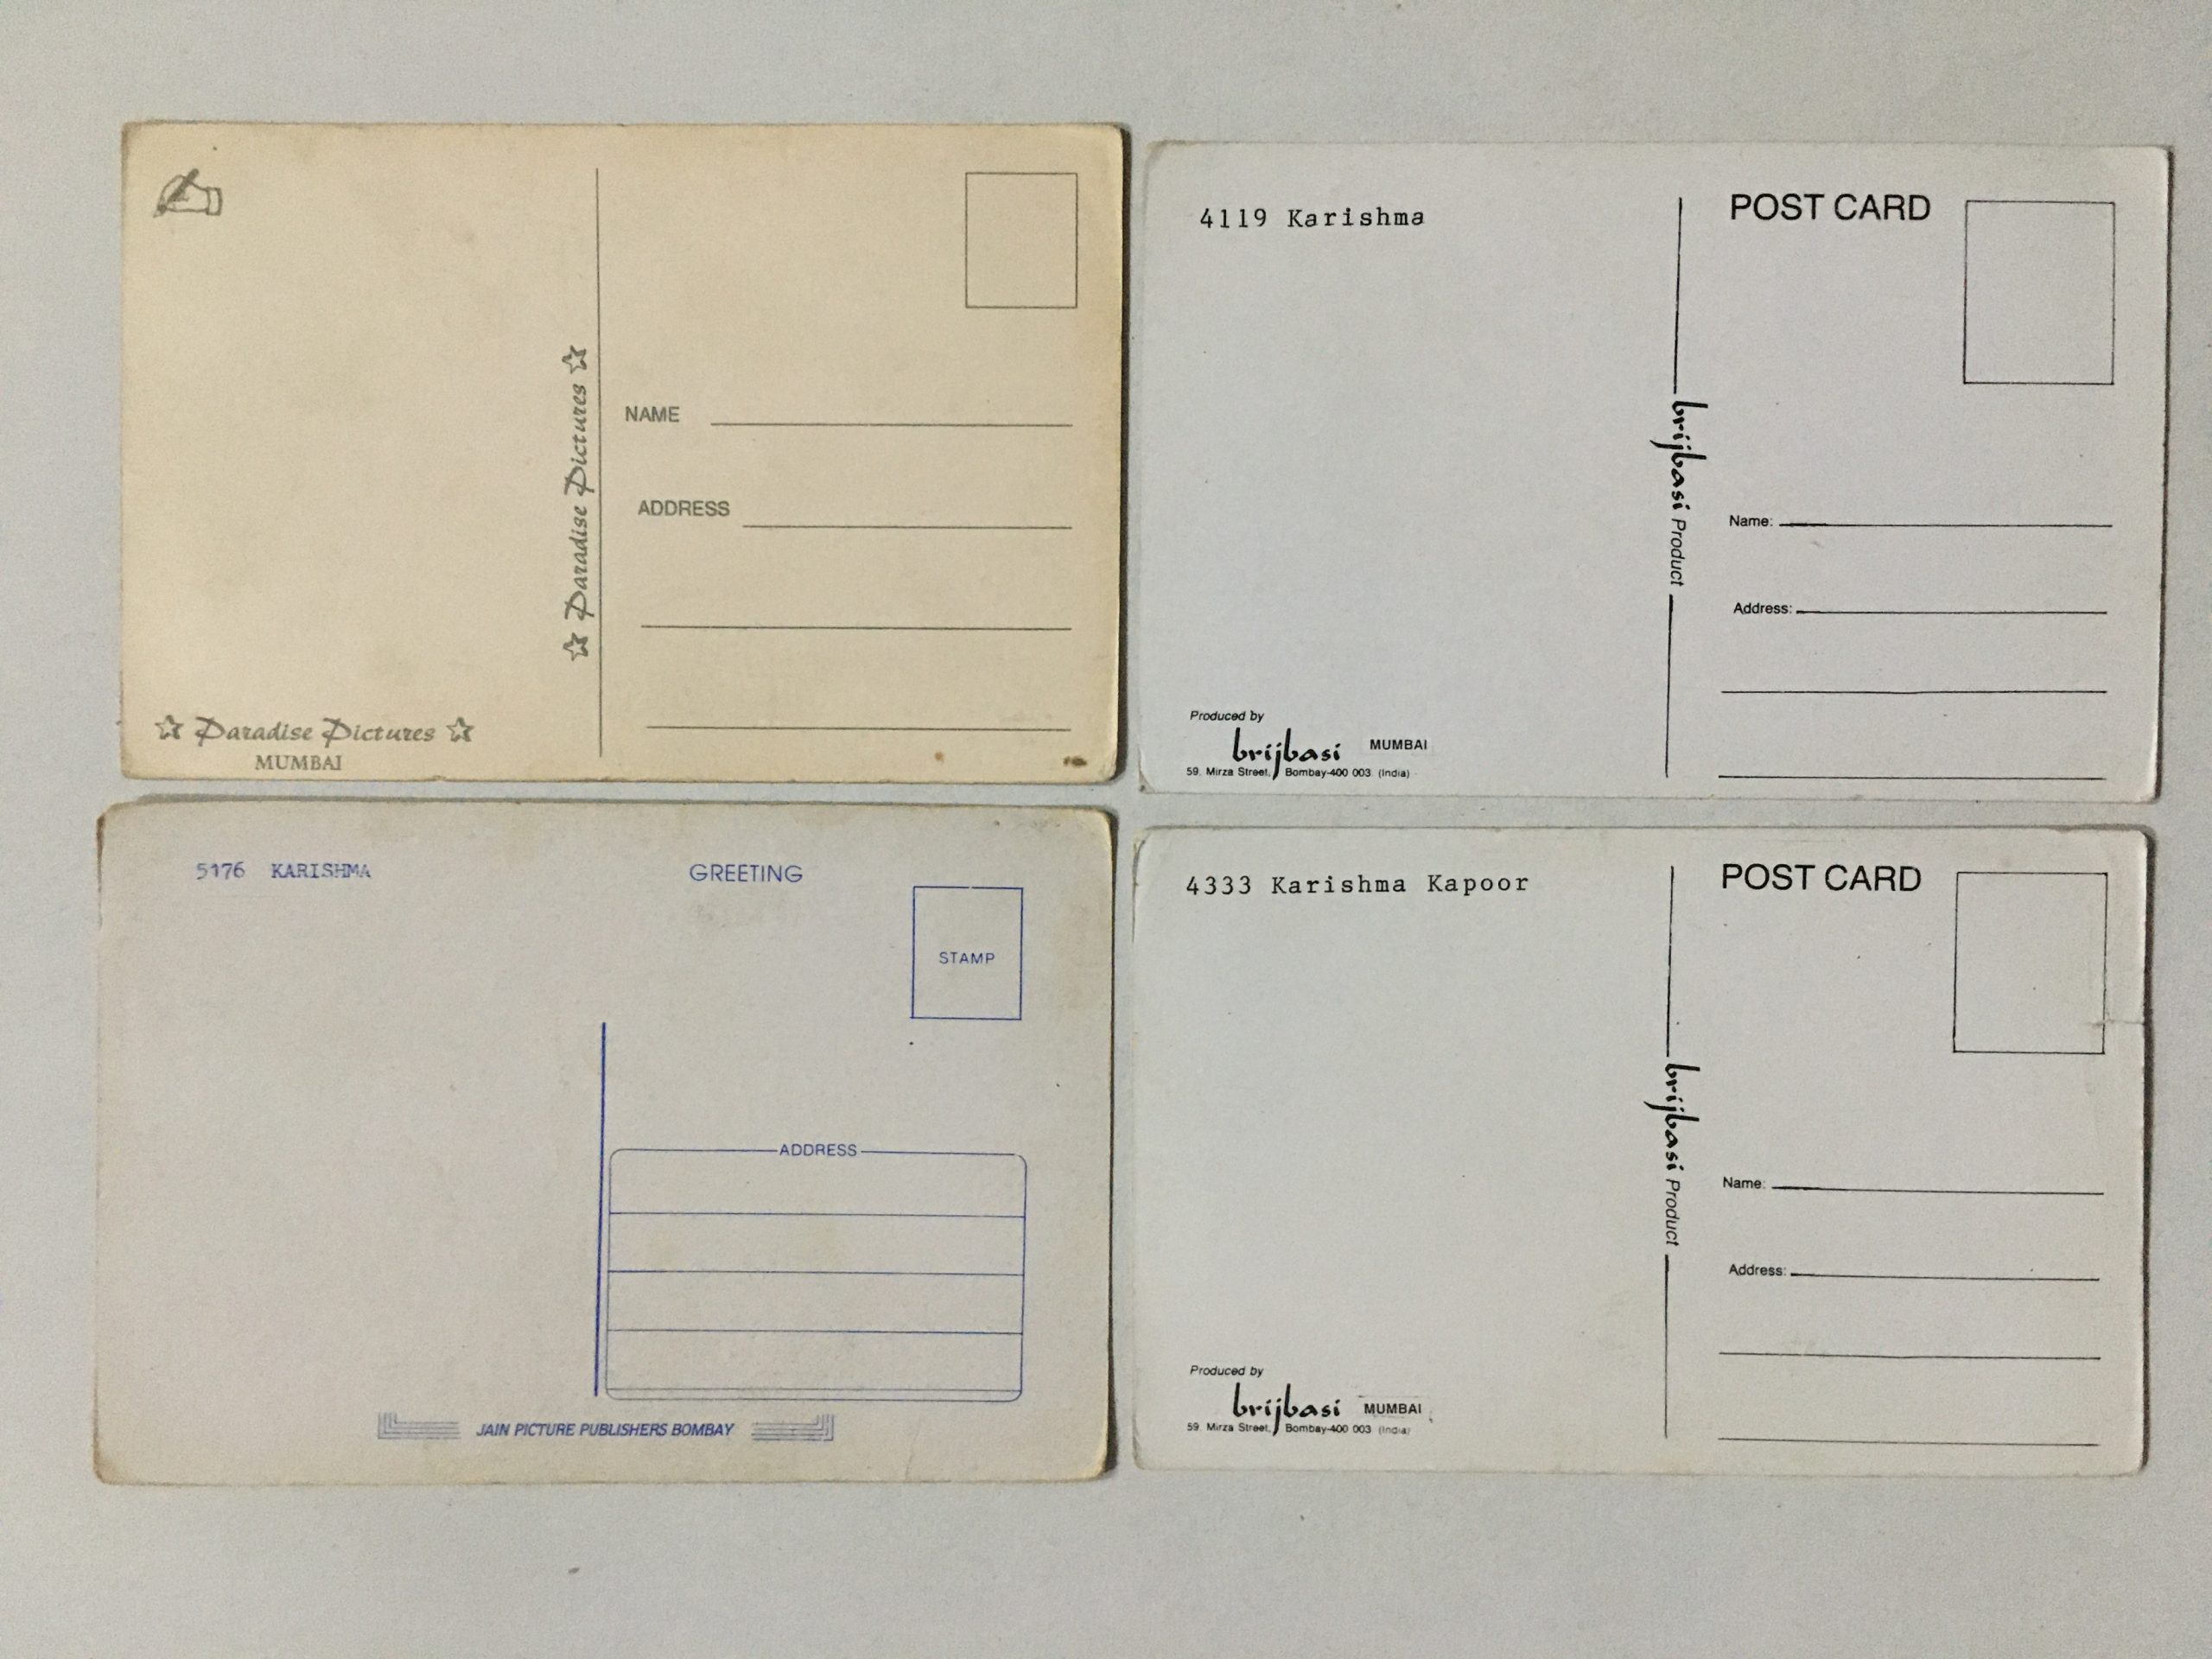 ☆ Paradise Pictures ☆
NAME
ADDRESS
☆ Paradise Pictures ☆
MUMBAI
4119 Karishma
POST CARD
brijbasi Product
Name:
Address:
Produced by
brijbasi MUMBAI
59, Mirza Street, Bombay-400 003 (India)
5176 KARISHMA
GREETING
STAMP
ADDRESS
JAIN PICTURE PUBLISHERS BOMBAY
4333 Karishma Kapoor
POST CARD
brijbasi Product
Name:
Address:
Produced by
brijbasi MUMBAI
59, Mirza Street, Bombay-400 003 (India)